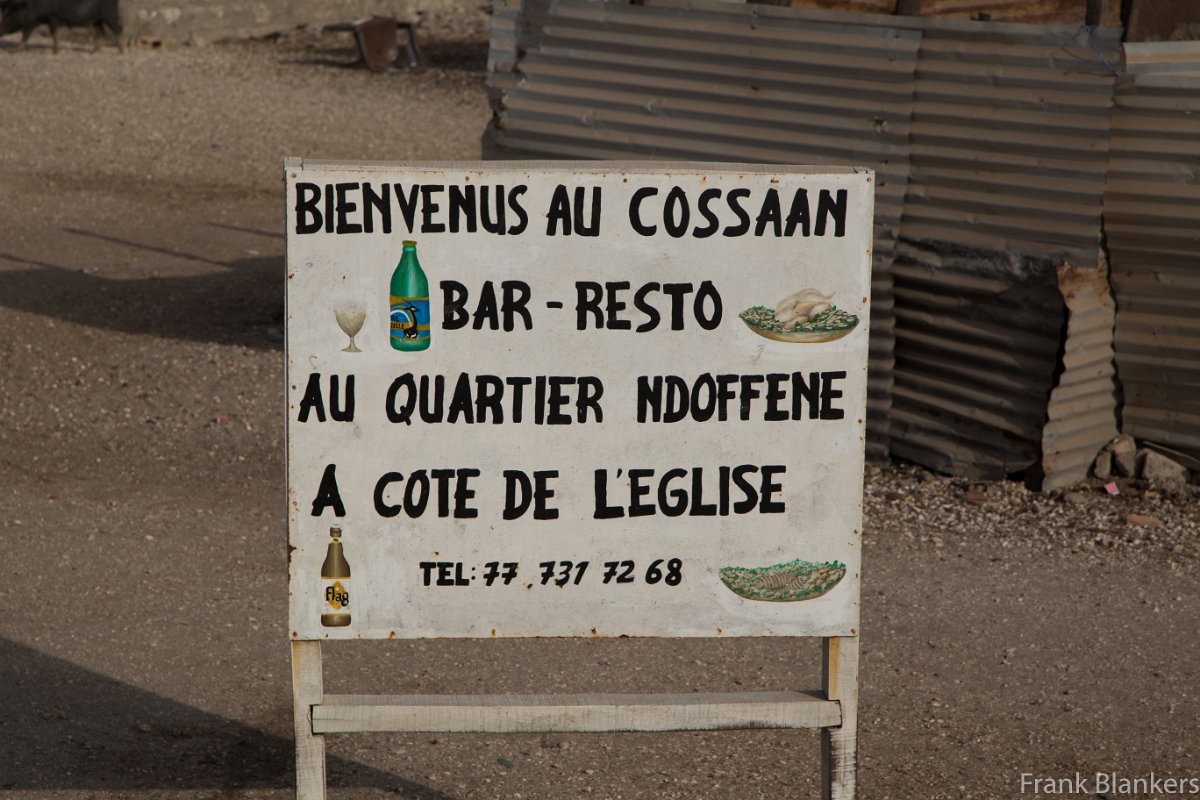 BIENVENUS AU COSSAAN
BAR - RESTO
AU QUARTIER NDOFFENE
A COTE DE L'EGLISE
TEL: 77 731 72 68
Flag
Frank Blankers